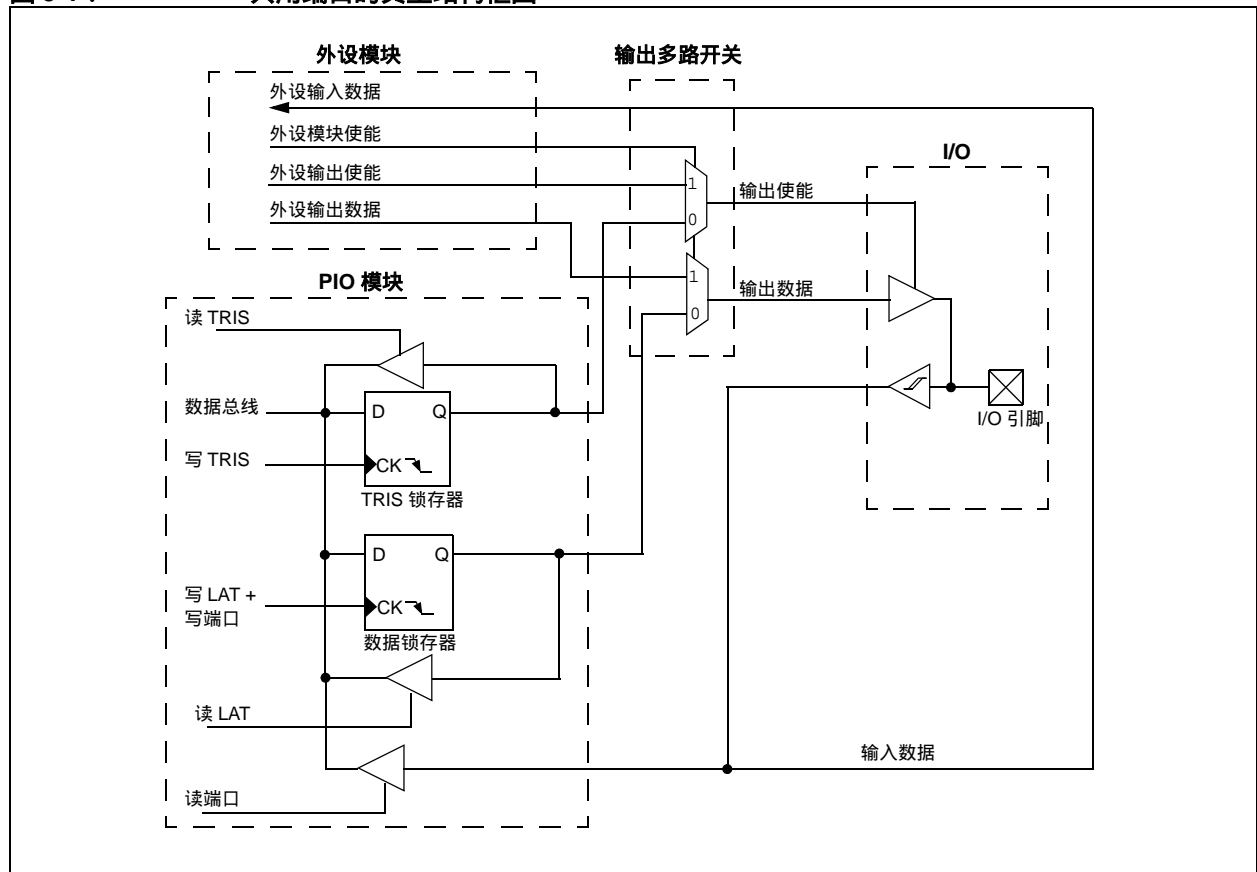 外设模块
输出多路开关
外设输入数据
外设模块使能
外设输出使能
外设输出数据
I/O
1
0
输出使能
1
0
输出数据
PIO 模块
读 TRIS
数据总线
D
Q
写 TRIS
CK
TRIS 锁存器
I/O 引脚
D
Q
写 LAT +
写端口
CK
数据锁存器
读 LAT
输入数据
读端口